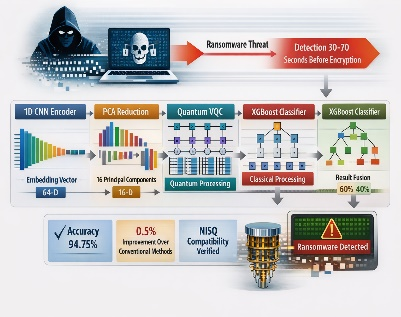 Ransomware Threat
Detection 30-70
Seconds Before Encryption
1D CNN Encoder
PCA Reduction
Quantum VQC
XGBoost Classifier
XGBoost Classifier
Embedding Vector
64-D
16 Principal Components
16-D
Quantum Processing
Classical Processing
Result Fusion
60% 40%
Accuracy
94.75%
0.5%
Improvement Over
Conventional Methods
NISQ
Compatibility
Verified
Ransomware Detected